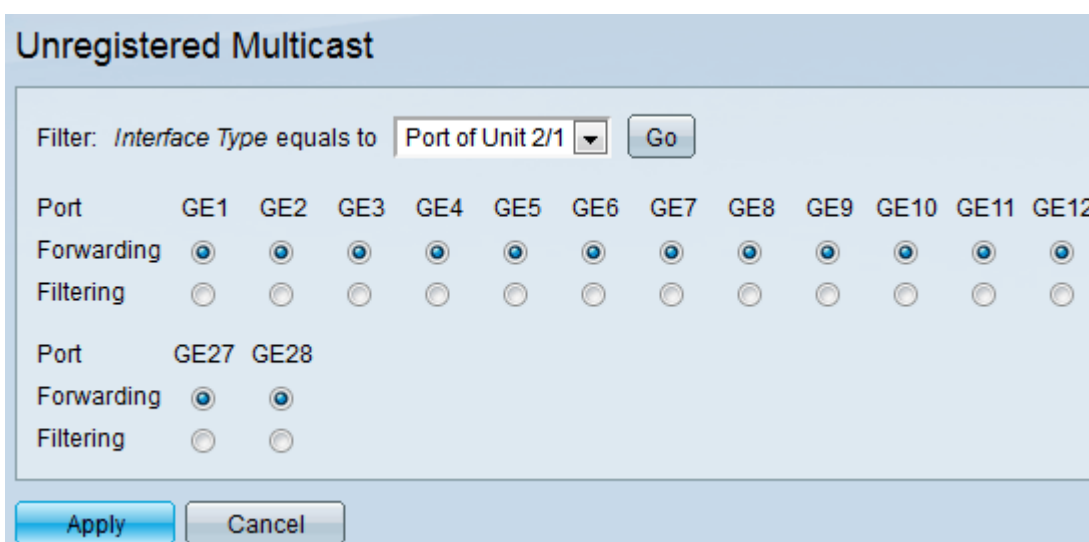 Unregistered Multicast
Filter: Interface Type equals to Port of Unit 2/1 Go
Port GE1 GE2 GE3 GE4 GE5 GE6 GE7 GE8 GE9 GE10 GE11 GE12
Forwarding
Filtering
Port GE27 GE28
Forwarding
Filtering
Apply Cancel